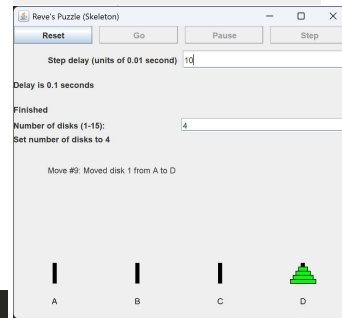 Reve's Puzzle (Skeleton)
Reset Go Pause Step
Step delay (units of 0.01 second) 10
Delay is 0.1 seconds
Finished
Number of disks (1-15): 4
Set number of disks to 4
Move #9: Moved disk 1 from A to D
A B C D